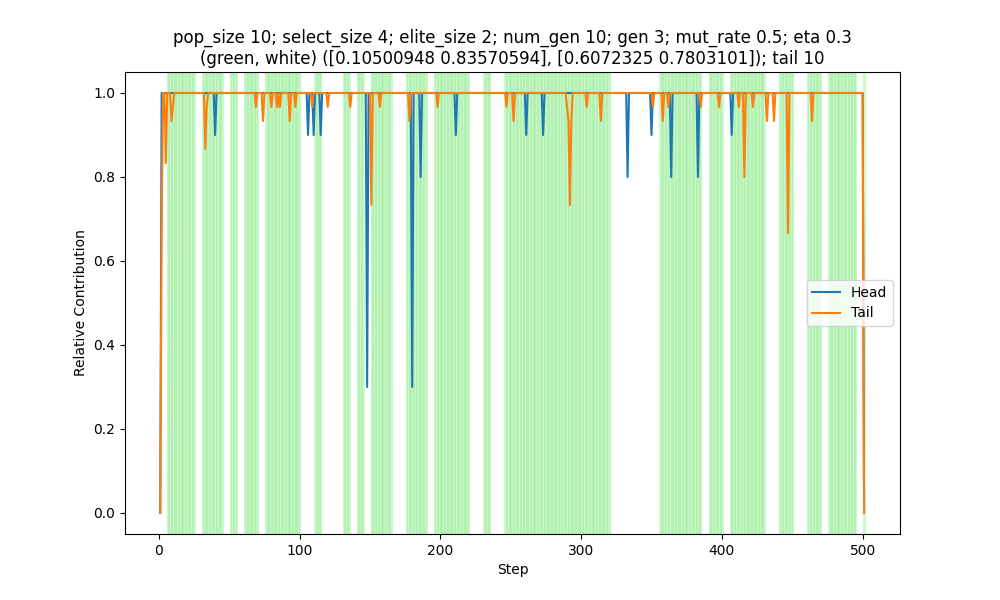 pop_size 10; select_size 4; elite_size 2; num_gen 10; gen 3; mut_rate 0.5; eta 0.3
(green, white) ([0.10500948 0.83570594], [0.6072325 0.7803101]); tail 10
1.0
0.8
0.6
0.4
0.2
0.0
Relative Contribution
Head
Tail
0
100
200
300
400
500
Step